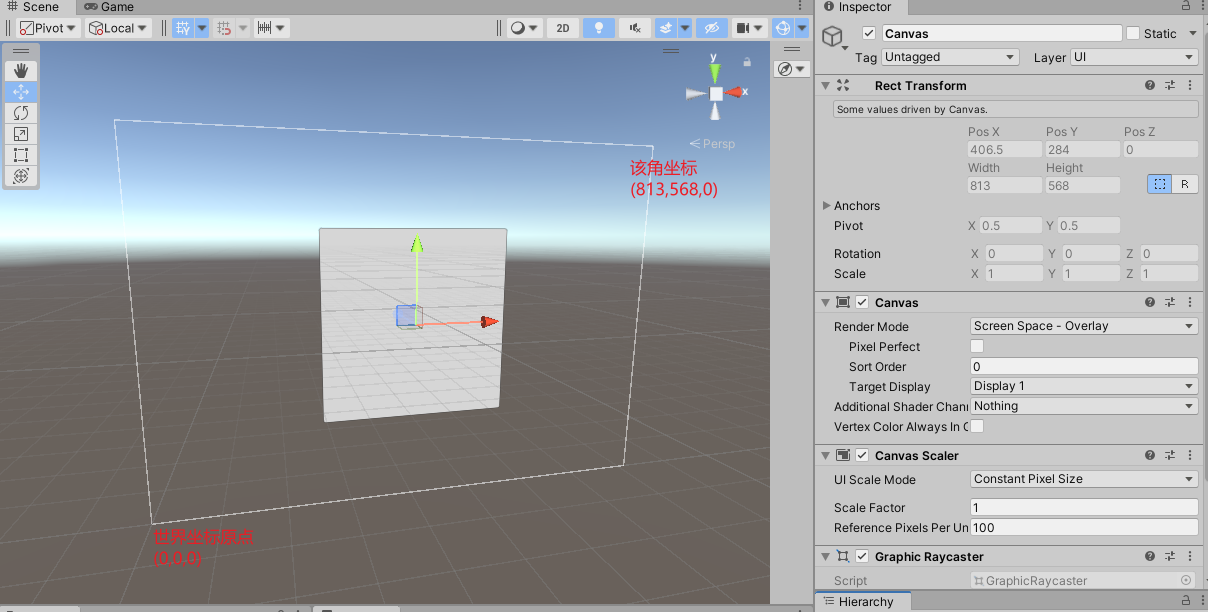 Scene Game
Pivot Local 2D
y
x
Persp
该角坐标
(813,568,0)
世界坐标原点
(0,0,0)
Inspector
Canvas Static
Tag Untagged Layer UI
Rect Transform
Some values driven by Canvas.
Pos X Pos Y Pos Z
406.5 284 0
Width Height
813 568 R
Anchors
Pivot X 0.5 Y 0.5
Rotation X 0 Y 0 Z 0
Scale X 1 Y 1 Z 1
Canvas
Render Mode Screen Space - Overlay
Pixel Perfect
Sort Order 0
Target Display Display 1
Additional Shader Chann Nothing
Vertex Color Always In G
Canvas Scaler
UI Scale Mode Constant Pixel Size
Scale Factor 1
Reference Pixels Per Un 100
Graphic Raycaster
Script GraphicRaycaster
Hierarchy